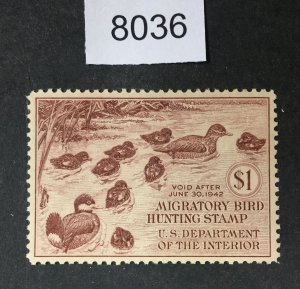 8036
VOID AFTER
JUNE 30, 1942
$1
MIGRATORY BIRD
HUNTING STAMP
U. S. DEPARTMENT
OF THE INTERIOR